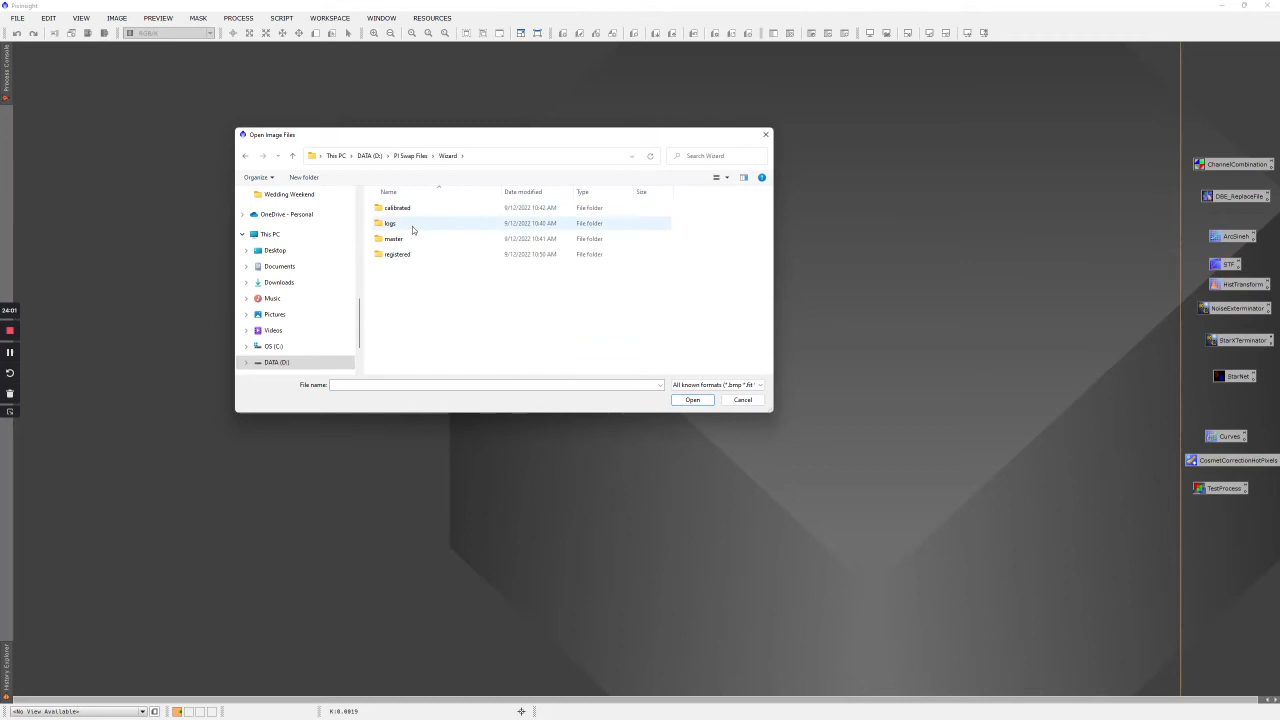 PixInsight
FILE EDIT VIEW IMAGE PREVIEW MASK PROCESS SCRIPT WORKSPACE WINDOW RESOURCES
RGB/K
Process Console
Open Image Files
This PC > DATA (D:) > PI Swap Files > Wizard >
Search Wizard
Organize
New folder
Name Date modified Type Size
Wedding Weekend
OneDrive - Personal
This PC
Desktop
Documents
Downloads
Music
Pictures
Videos
OS (C:)
DATA (D:)
calibrated 9/12/2022 10:42 AM File folder
logs 9/12/2022 10:40 AM File folder
master 9/12/2022 10:41 AM File folder
registered 9/12/2022 10:50 AM File folder
File name:
All known formats (*.bmp *.fit
Open
Cancel
24:01
ChannelCombination
DBE_ReplaceFile
ArcSineh
STF
HistTransform
NoiseExterminator
StarXTerminator
StarNet
Curves
CosmetCorrectionHotPixels
TestProcess
History Explorer
<No View Available>
K:0.0019